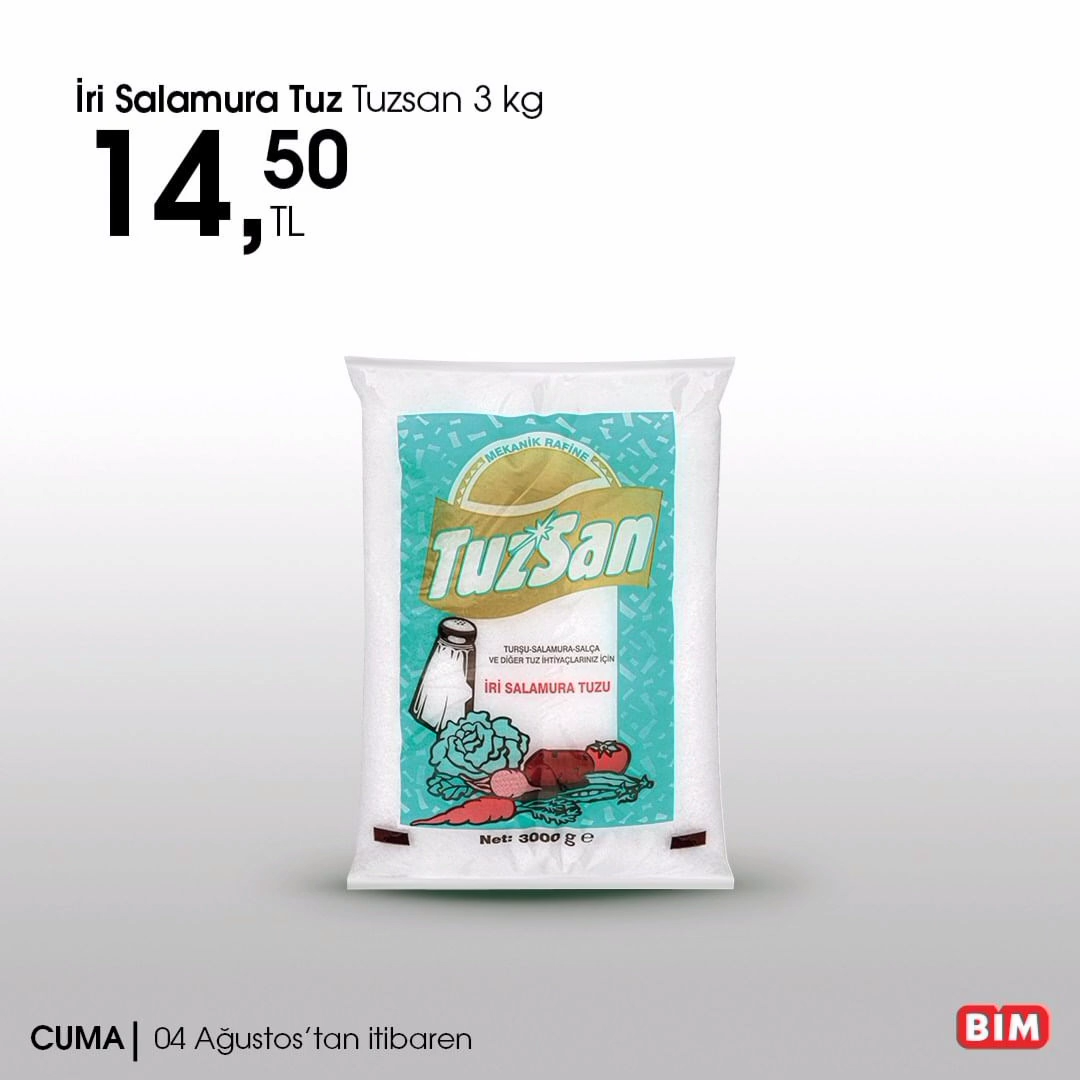 İri Salamura Tuz Tuzsan 3 kg
14,50
TL
MEKANİK RAFİNE
TuzSan
TURŞU-SALAMURA-SALÇA
VE DİĞER TUZ İHTİYAÇLARINIZ İÇİN
İRİ SALAMURA TUZU
Net: 3000 g ℮
CUMA| 04 Ağustos'tan itibaren
BİM